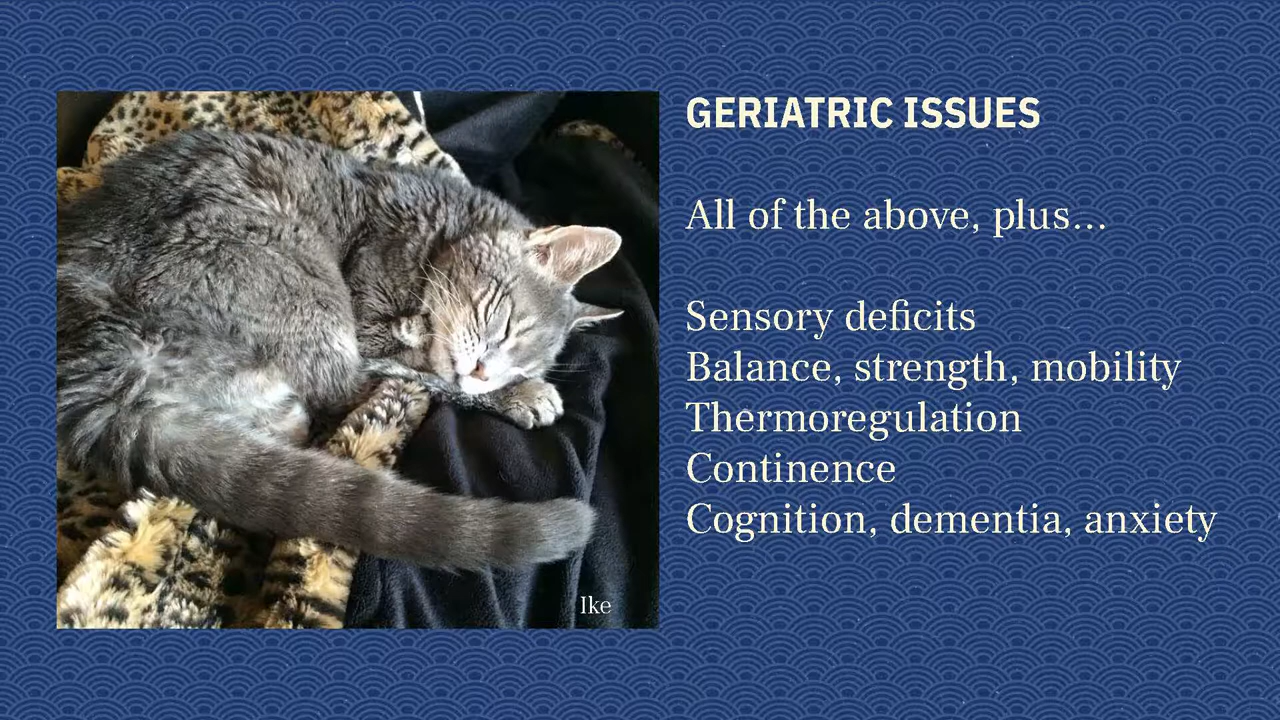 GERIATRIC ISSUES
All of the above, plus...
Sensory deficits
Balance, strength, mobility
Thermoregulation
Continence
Cognition, dementia, anxiety
Ike